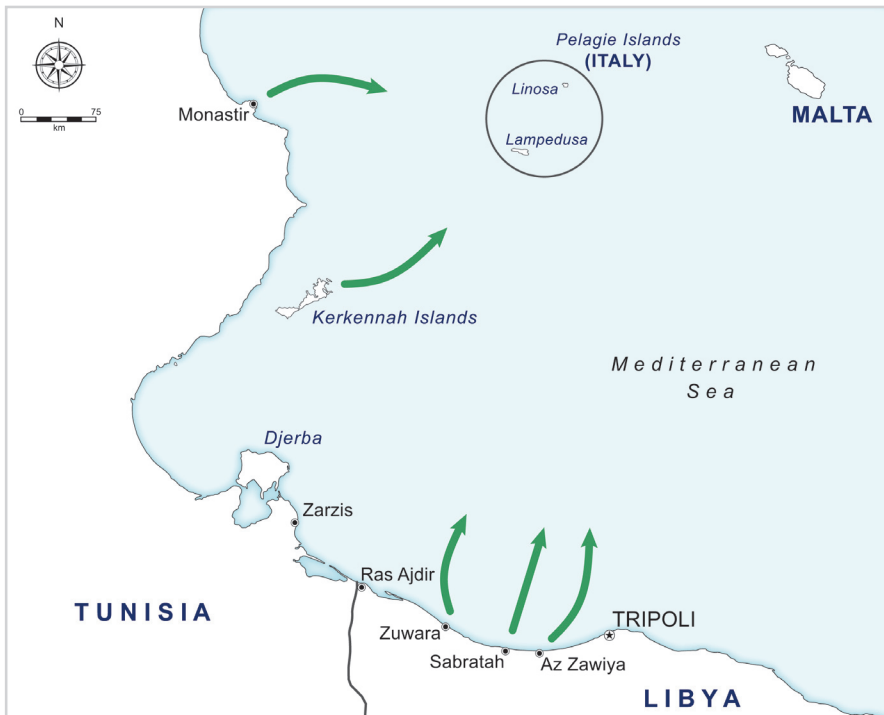 N
0 75
km
Pelagie Islands
(ITALY)
Linosa
Lampedusa
MALTA
Monastir
Kerkennah Islands
Mediterranean
Sea
Djerba
Zarzis
Ras Ajdir
TUNISIA
Zuwara
TRIPOLI
Sabratah
Az Zawiya
LIBYA